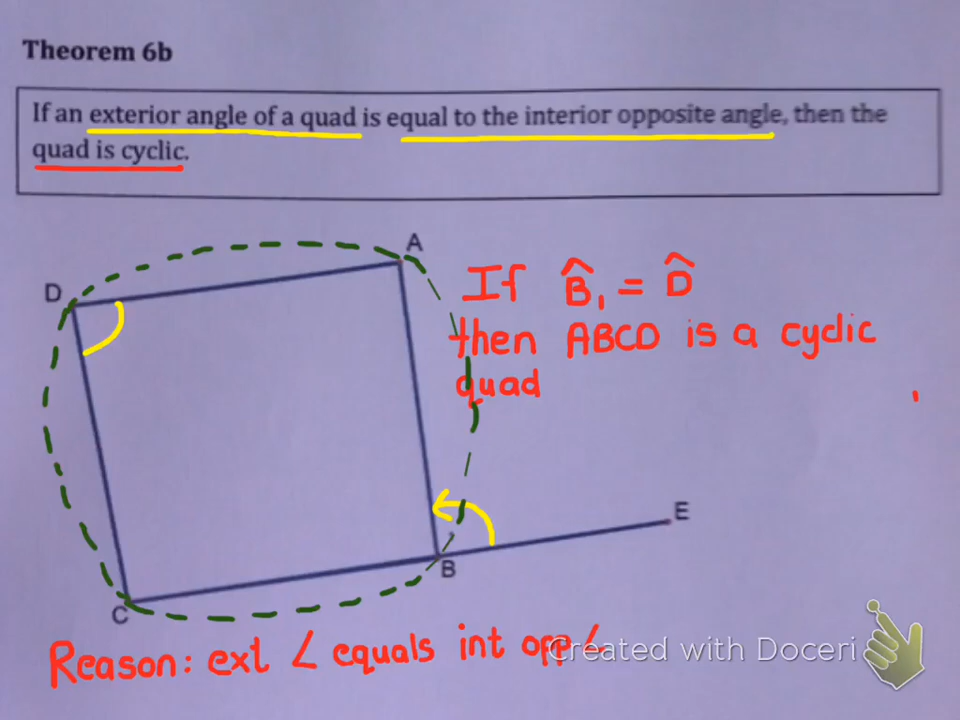 Theorem 6b
If an exterior angle of a quad is equal to the interior opposite angle, then the
quad is cyclic.
A
D
If B̂₁ = D̂
then ABCD is a cyclic
quad
E
B
C
Reason: ext ∠ equals int opp ∠
Created with Doceri